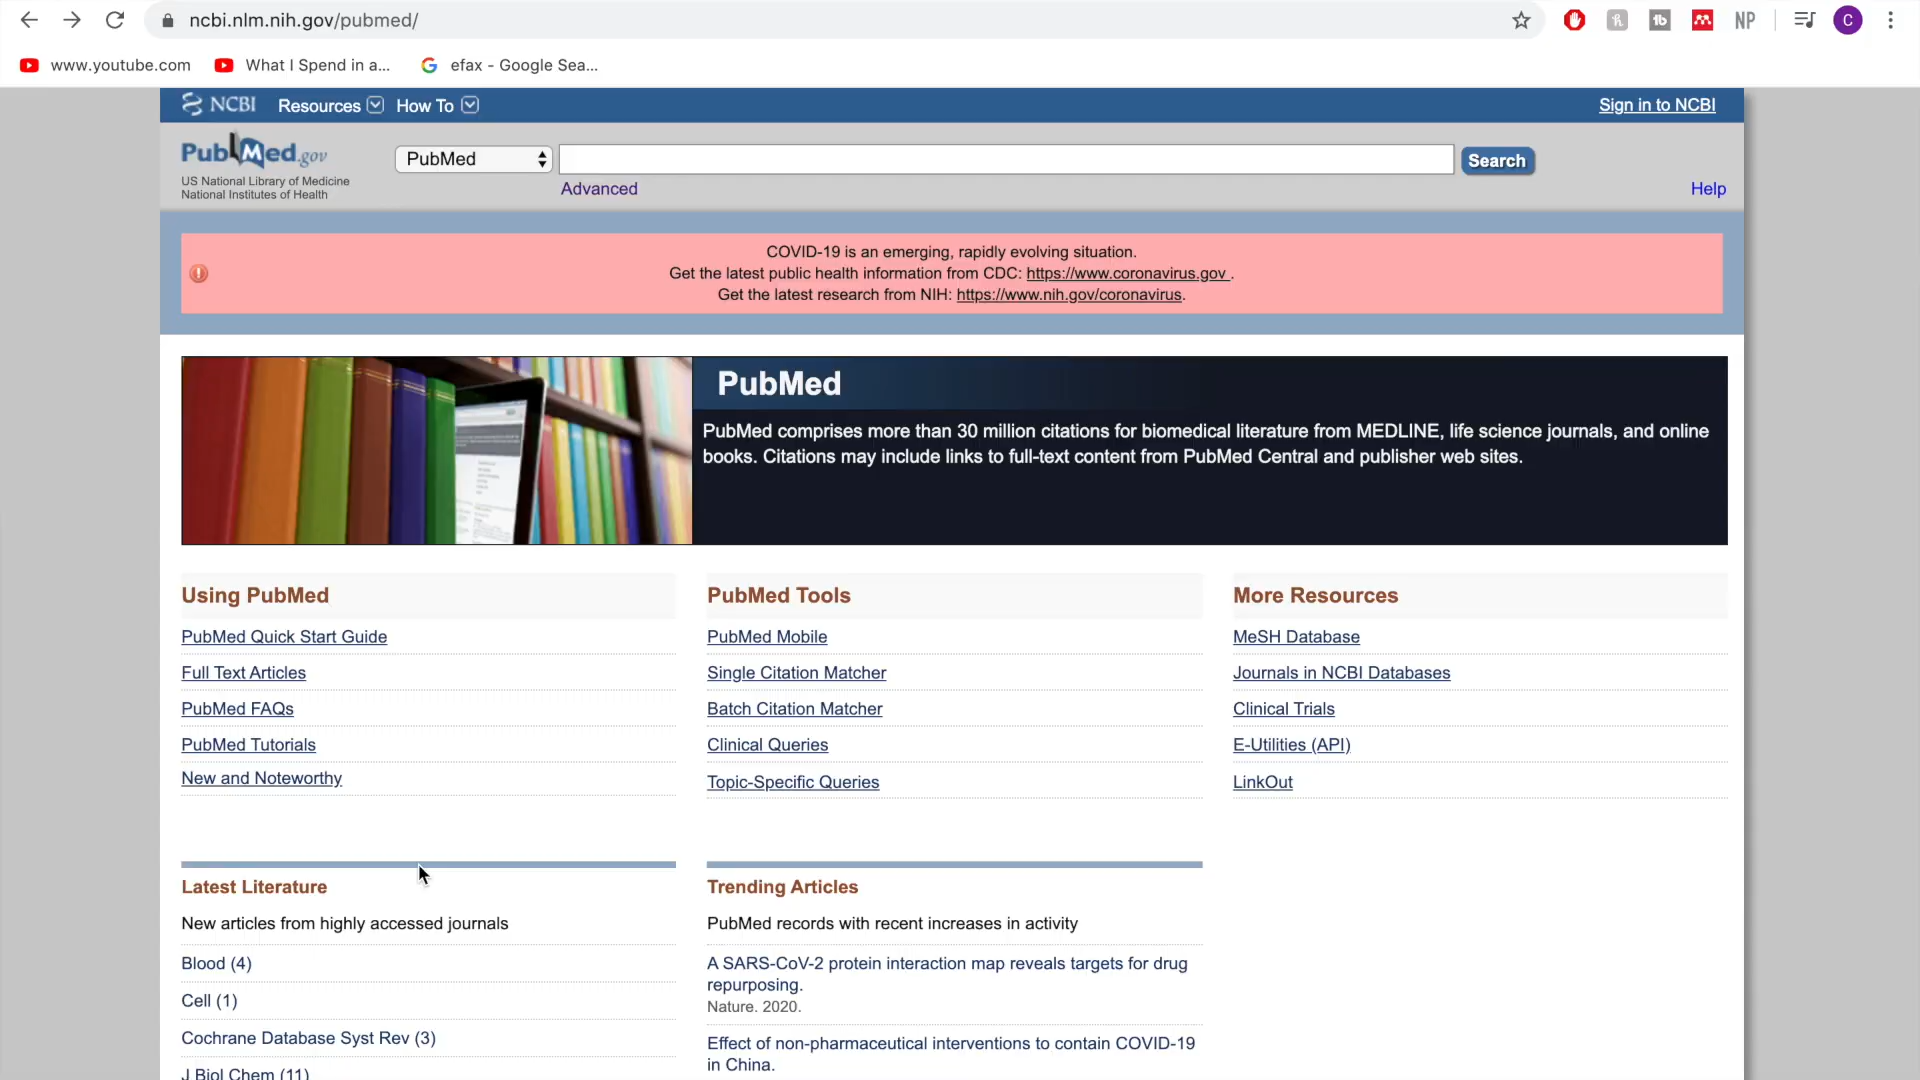 ncbi.nlm.nih.gov/pubmed/
NP
C
www.youtube.com
What I Spend in a...
efax - Google Sea...
NCBI
Resources
How To
Sign in to NCBI
PubMed.gov
US National Library of Medicine
National Institutes of Health
PubMed
Search
Advanced
Help
COVID-19 is an emerging, rapidly evolving situation.
Get the latest public health information from CDC: https://www.coronavirus.gov .
Get the latest research from NIH: https://www.nih.gov/coronavirus.
PubMed
PubMed comprises more than 30 million citations for biomedical literature from MEDLINE, life science journals, and online
books. Citations may include links to full-text content from PubMed Central and publisher web sites.
Using PubMed
PubMed Quick Start Guide
Full Text Articles
PubMed FAQs
PubMed Tutorials
New and Noteworthy
PubMed Tools
PubMed Mobile
Single Citation Matcher
Batch Citation Matcher
Clinical Queries
Topic-Specific Queries
More Resources
MeSH Database
Journals in NCBI Databases
Clinical Trials
E-Utilities (API)
LinkOut
Latest Literature
New articles from highly accessed journals
Blood (4)
Cell (1)
Cochrane Database Syst Rev (3)
J Biol Chem (11)
Trending Articles
PubMed records with recent increases in activity
A SARS-CoV-2 protein interaction map reveals targets for drug
repurposing.
Nature. 2020.
Effect of non-pharmaceutical interventions to contain COVID-19
in China.